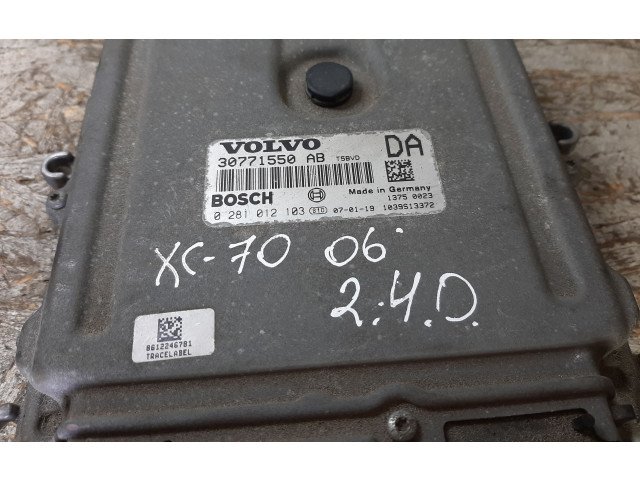 VOLVO DA
30771550 AB T5BVO
Made in Germany
BOSCH 1375 0023
0 281 012 103 STD 07-01-19 1039S13372
XC-70 06
2.4.D.
8612246781
TRACELABEL